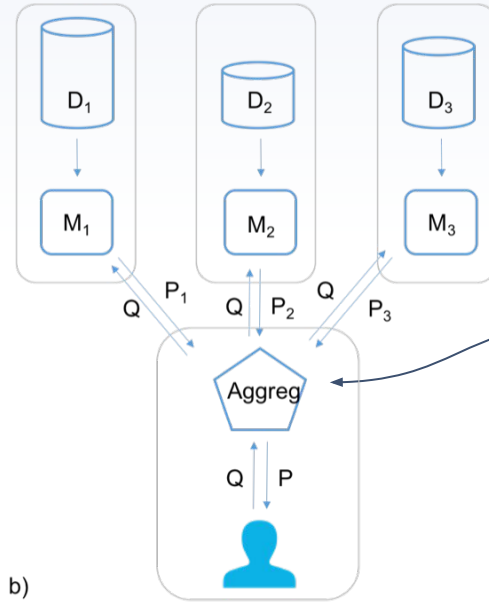 D₁ D₂ D₃
M₁ M₂ M₃
Q P₁ Q P₂ Q P₃
Aggreg
Q P
b)